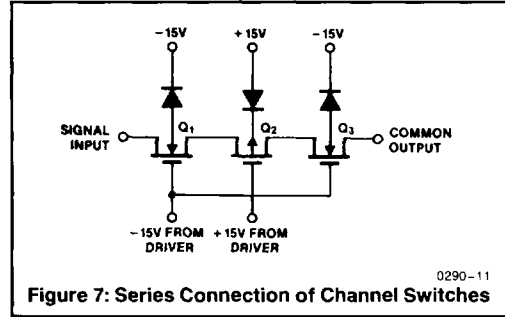 -15V
+15V
-15V
SIGNAL INPUT
Q1
Q2
Q3
COMMON OUTPUT
-15V FROM DRIVER
+15V FROM DRIVER
0290-11
Figure 7: Series Connection of Channel Switches